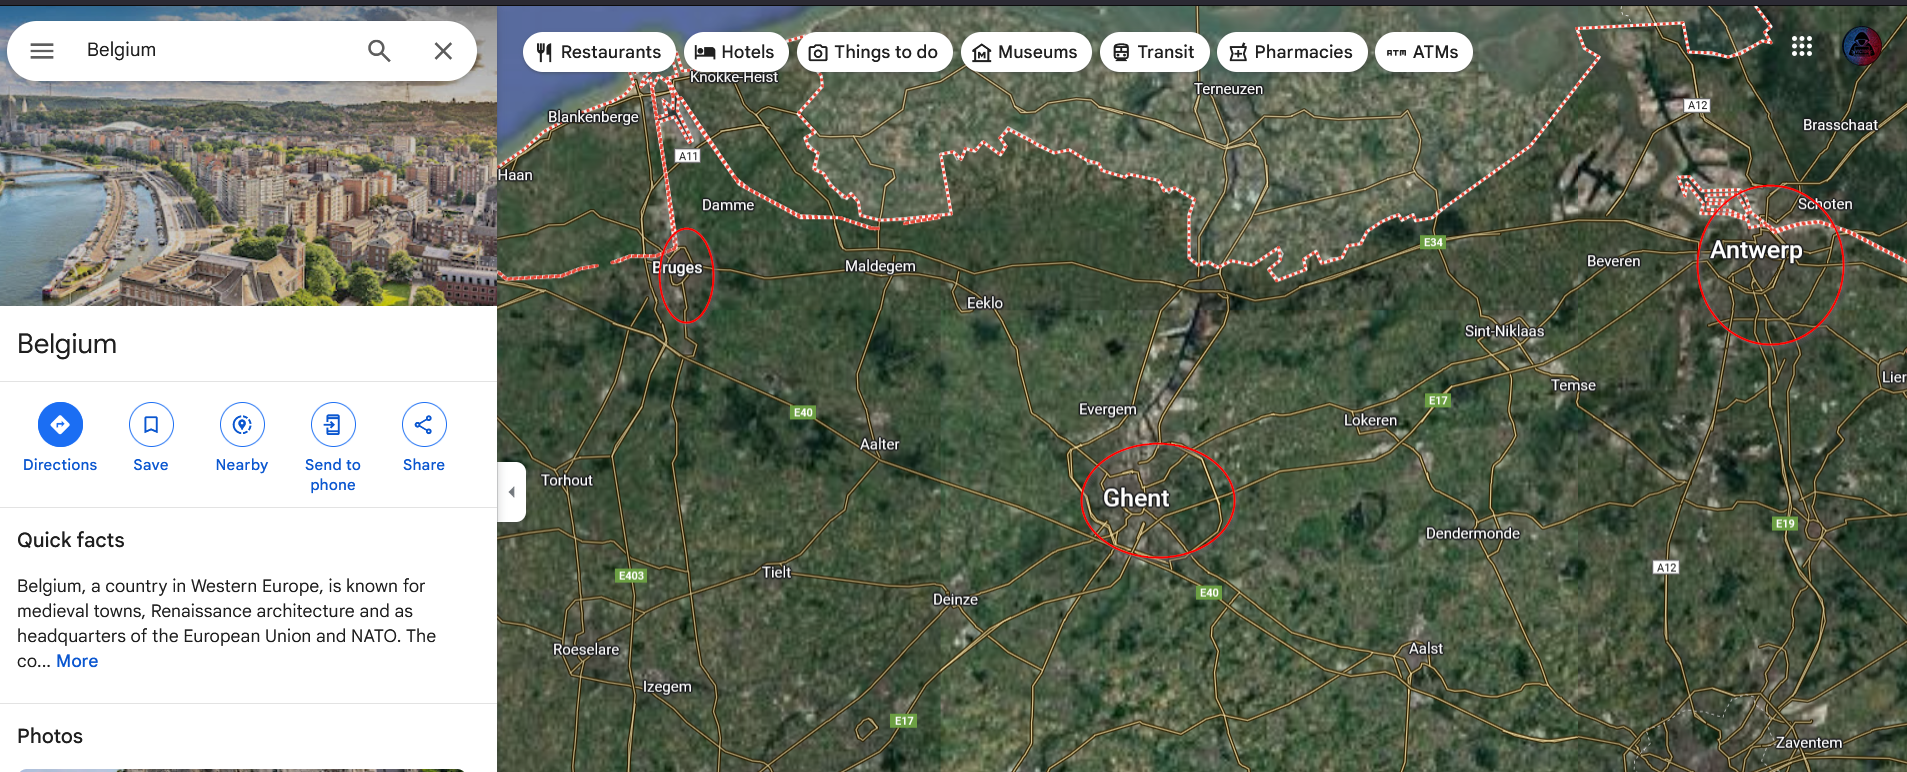 Belgium
Restaurants
Hotels
Things to do
Museums
Transit
Pharmacies
ATM ATMs
Belgium
Directions
Save
Nearby
Send to
phone
Share
Quick facts
Belgium, a country in Western Europe, is known for
medieval towns, Renaissance architecture and as
headquarters of the European Union and NATO. The
co... More
Photos
Knokke-Heist
Terneuzen
Blankenberge
A12
Brasschaat
A11
Haan
Damme
Schoten
E34
Antwerp
Bruges
Maldegem
Beveren
Eeklo
Sint-Niklaas
Lier
Temse
E17
E40
Evergem
Lokeren
Aalter
Torhout
Ghent
E19
Dendermonde
A12
Tielt
E403
E40
Deinze
Roeselare
Aalst
Izegem
E17
Zaventem